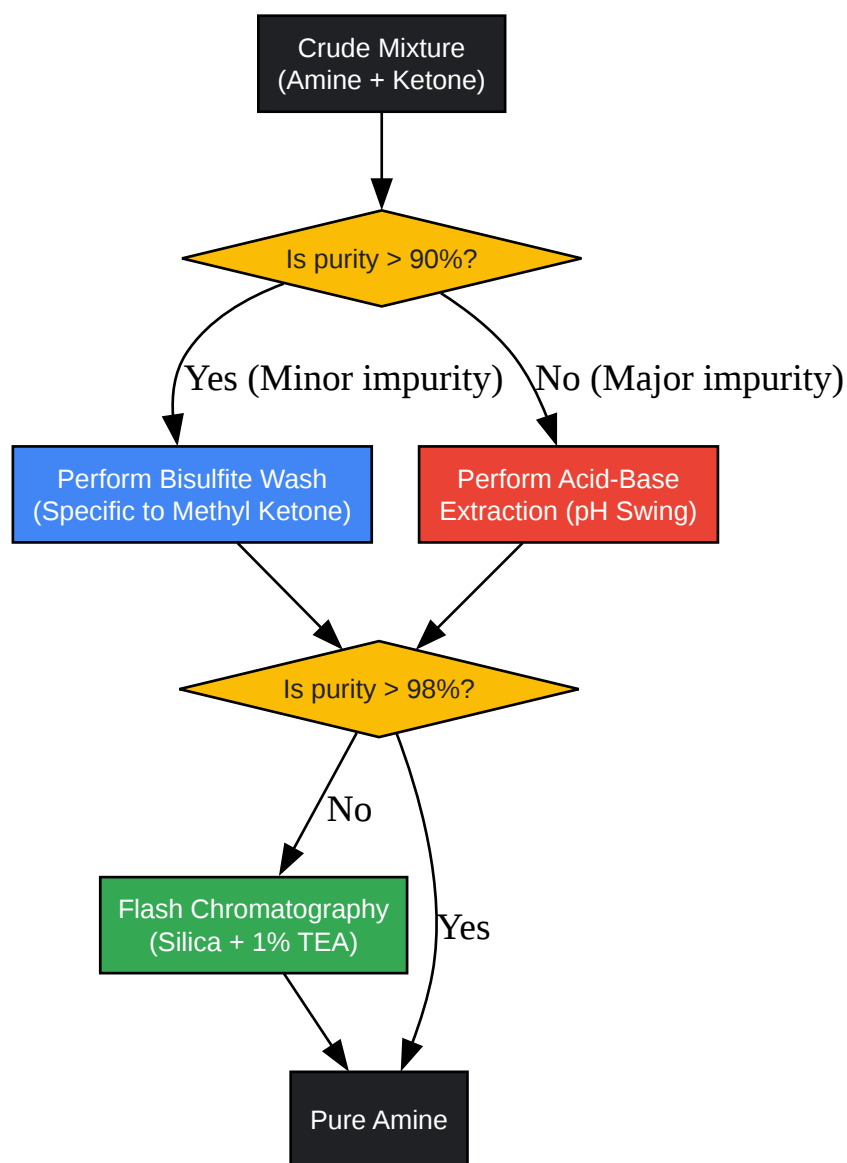 Crude Mixture
(Amine + Ketone)
Is purity > 90%?
Yes (Minor impurity)
No (Major impurity)
Perform Bisulfite Wash
(Specific to Methyl Ketone)
Perform Acid-Base
Extraction (pH Swing)
Is purity > 98%?
No
Flash Chromatography
(Silica + 1% TEA)
Yes
Pure Amine